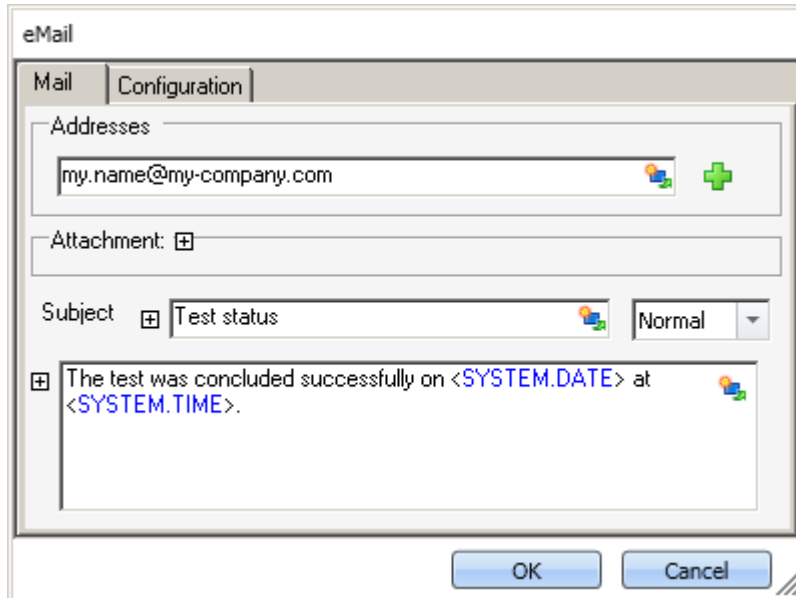 eMail
Mail Configuration
Addresses
my.name@my-company.com
Attachment:
Subject Test status Normal
The test was concluded successfully on <SYSTEM.DATE> at
<SYSTEM.TIME>.
OK Cancel